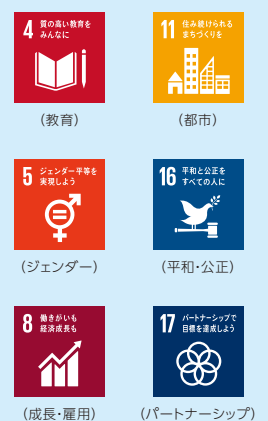 4 質の高い教育を
みんなに
(教育)
11 住み続けられる
まちづくりを
(都市)
5 ジェンダー平等を
実現しよう
(ジェンダー)
16 平和と公正を
すべての人に
(平和・公正)
8 働きがいも
経済成長も
(成長・雇用)
17 パートナーシップで
目標を達成しよう
(パートナーシップ)